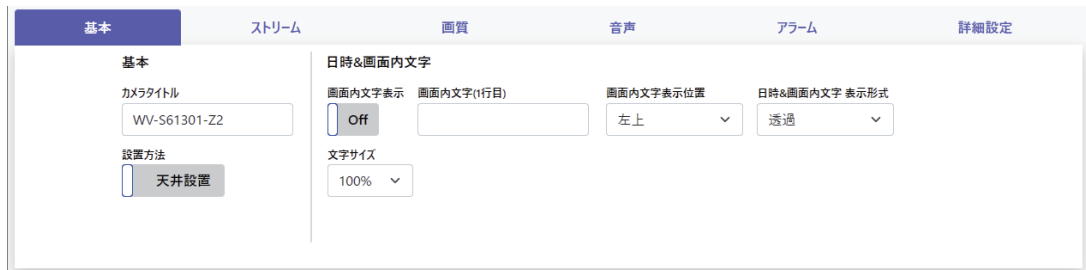 基本 ストリーム 画質 音声 アラーム 詳細設定
基本
カメラタイトル
WV-S61301-Z2
設置方法
天井設置
日時&画面内文字
画面内文字表示 画面内文字(1行目) 画面内文字表示位置 日時&画面内文字 表示形式
Off 左上 透過
文字サイズ
100%